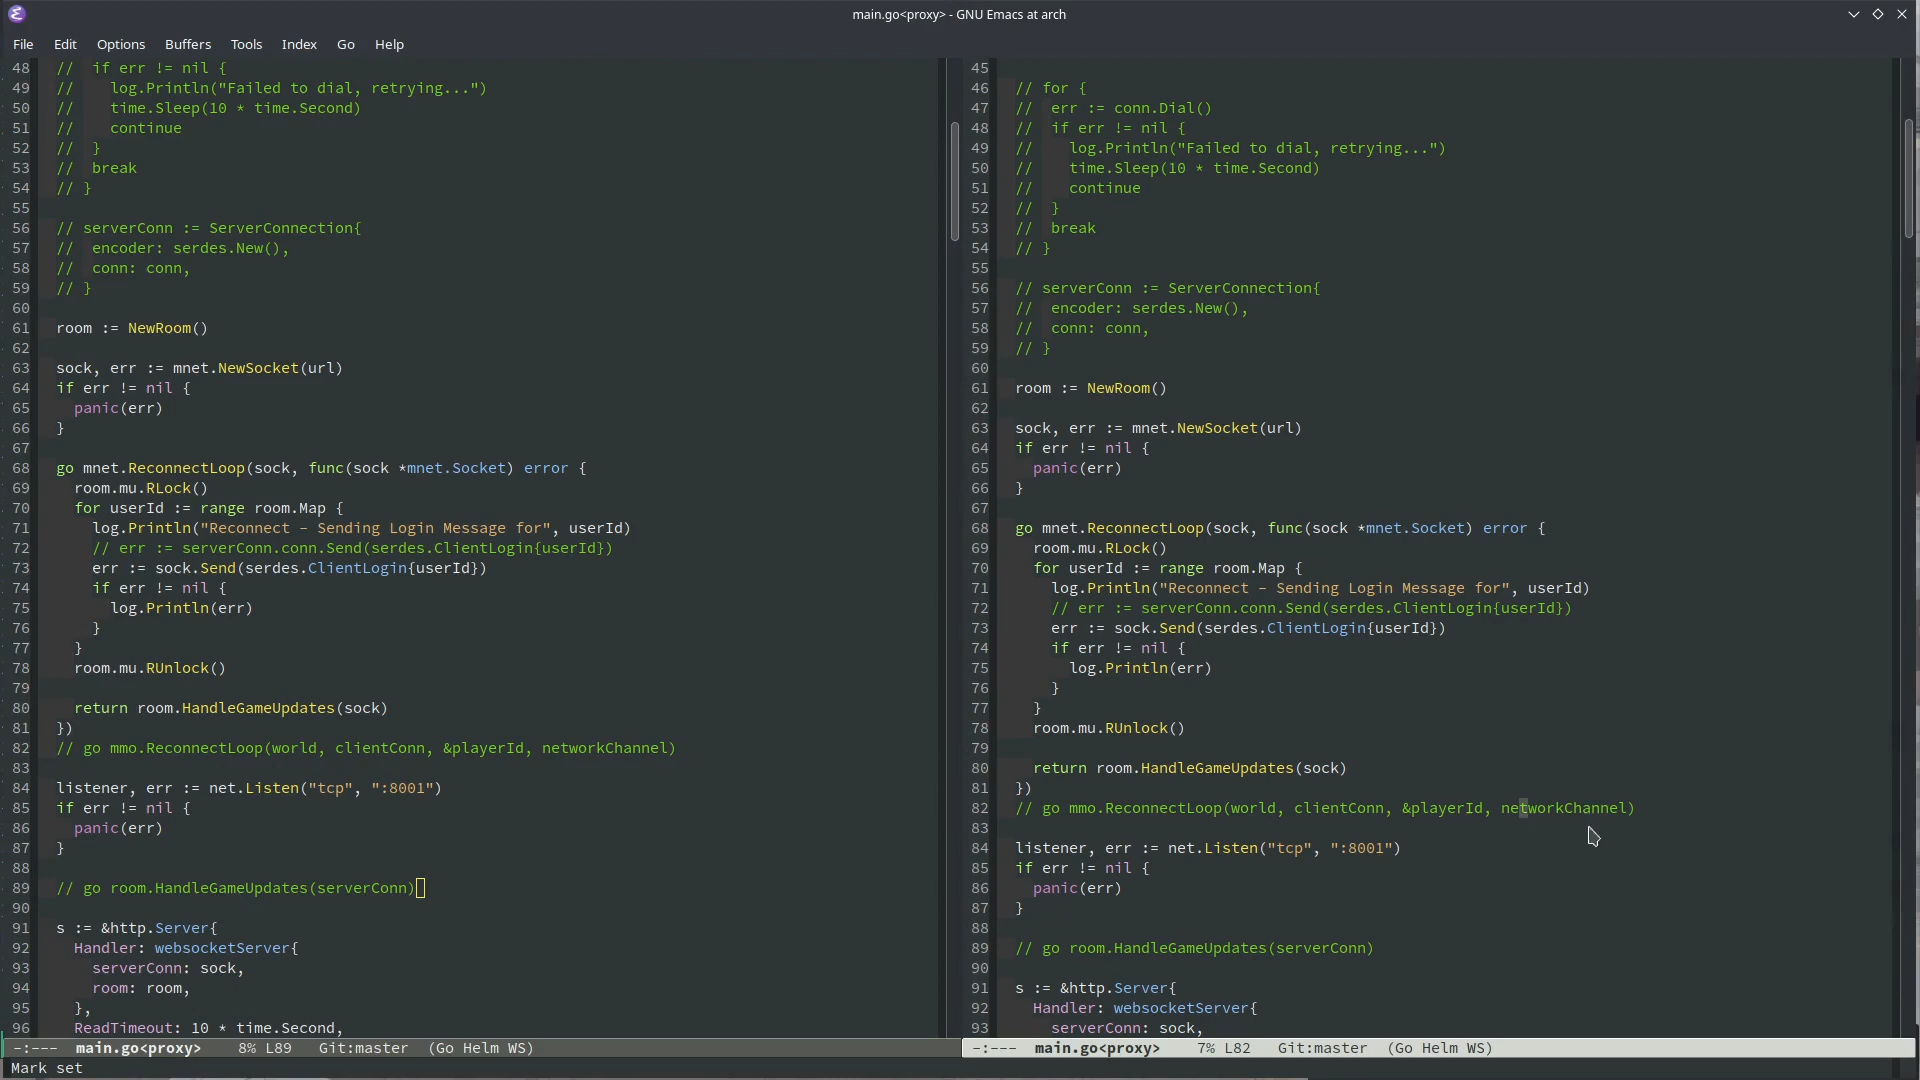 main.go<proxy> - GNU Emacs at arch
File Edit Options Buffers Tools Index Go Help
48 //  if err != nil {
49 //    log.Println("Failed to dial, retrying...")
50 //    time.Sleep(10 * time.Second)
51 //    continue
52 //  }
53 //  break
54 // }
55
56 // serverConn := ServerConnection{
57 //  encoder: serdes.New(),
58 //  conn: conn,
59 // }
60
61 room := NewRoom()
62
63 sock, err := mnet.NewSocket(url)
64 if err != nil {
65   panic(err)
66 }
67
68 go mnet.ReconnectLoop(sock, func(sock *mnet.Socket) error {
69   room.mu.RLock()
70   for userId := range room.Map {
71     log.Println("Reconnect - Sending Login Message for", userId)
72     // err := serverConn.conn.Send(serdes.ClientLogin{userId})
73     err := sock.Send(serdes.ClientLogin{userId})
74     if err != nil {
75       log.Println(err)
76     }
77   }
78   room.mu.RUnlock()
79
80   return room.HandleGameUpdates(sock)
81 })
82 // go mmo.ReconnectLoop(world, clientConn, &playerId, networkChannel)
83
84 listener, err := net.Listen("tcp", ":8001")
85 if err != nil {
86   panic(err)
87 }
88
89 // go room.HandleGameUpdates(serverConn)
90
91 s := &http.Server{
92   Handler: websocketServer{
93     serverConn: sock,
94     room: room,
95   },
96   ReadTimeout: 10 * time.Second,
-:--- main.go<proxy> 8% L89 Git:master (Go Helm WS)
45
46 // for {
47 //  err := conn.Dial()
48 //  if err != nil {
49 //    log.Println("Failed to dial, retrying...")
50 //    time.Sleep(10 * time.Second)
51 //    continue
52 //  }
53 //  break
54 // }
55
56 // serverConn := ServerConnection{
57 //  encoder: serdes.New(),
58 //  conn: conn,
59 // }
60
61 room := NewRoom()
62
63 sock, err := mnet.NewSocket(url)
64 if err != nil {
65   panic(err)
66 }
67
68 go mnet.ReconnectLoop(sock, func(sock *mnet.Socket) error {
69   room.mu.RLock()
70   for userId := range room.Map {
71     log.Println("Reconnect - Sending Login Message for", userId)
72     // err := serverConn.conn.Send(serdes.ClientLogin{userId})
73     err := sock.Send(serdes.ClientLogin{userId})
74     if err != nil {
75       log.Println(err)
76     }
77   }
78   room.mu.RUnlock()
79
80   return room.HandleGameUpdates(sock)
81 })
82 // go mmo.ReconnectLoop(world, clientConn, &playerId, networkChannel)
83
84 listener, err := net.Listen("tcp", ":8001")
85 if err != nil {
86   panic(err)
87 }
88
89 // go room.HandleGameUpdates(serverConn)
90
91 s := &http.Server{
92   Handler: websocketServer{
93     serverConn: sock,
-:--- main.go<proxy> 7% L82 Git:master (Go Helm WS)
Mark set